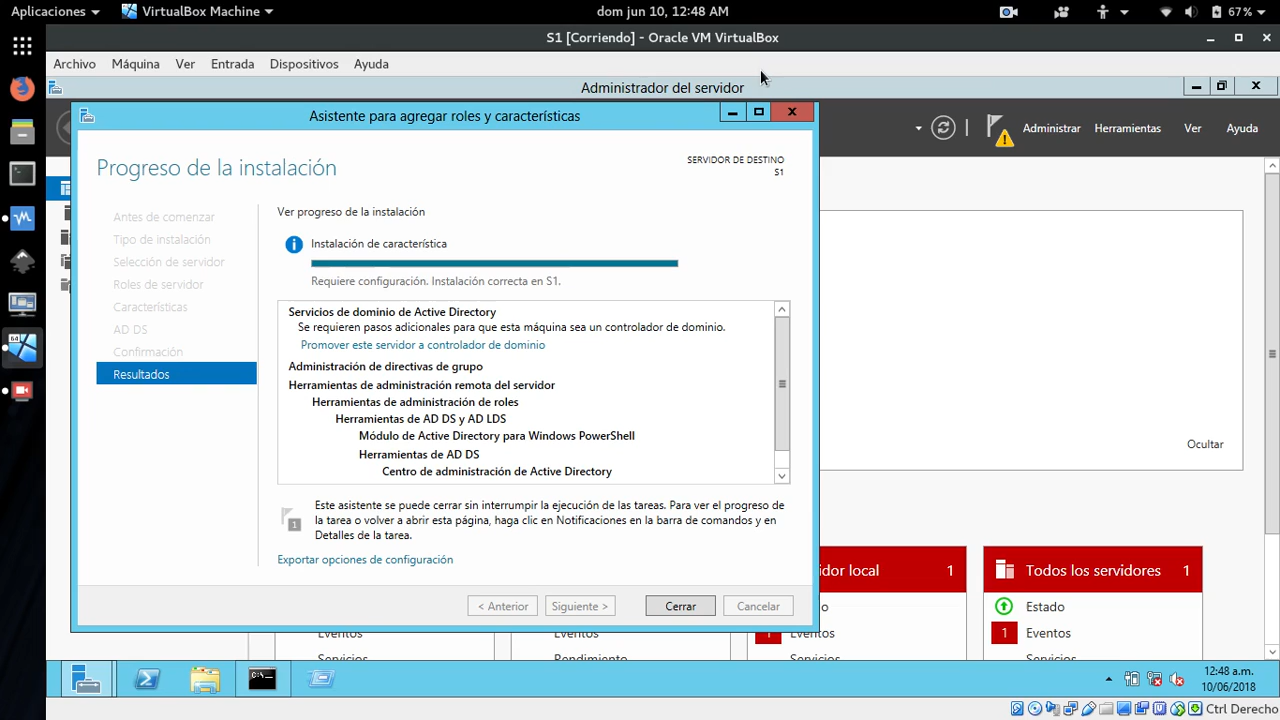 Aplicaciones
VirtualBox Machine
dom jun 10, 12:48 AM
67%
S1 [Corriendo] - Oracle VM VirtualBox
Archivo
Máquina
Ver
Entrada
Dispositivos
Ayuda
Administrador del servidor
Asistente para agregar roles y características
Administrar
Herramientas
Ver
Ayuda
Progreso de la instalación
SERVIDOR DE DESTINO
S1
Antes de comenzar
Tipo de instalación
Selección de servidor
Roles de servidor
Características
AD DS
Confirmación
Resultados
Ver progreso de la instalación
Instalación de característica
Requiere configuración. Instalación correcta en S1.
Servicios de dominio de Active Directory
Se requieren pasos adicionales para que esta máquina sea un controlador de dominio.
Promover este servidor a controlador de dominio
Administración de directivas de grupo
Herramientas de administración remota del servidor
Herramientas de administración de roles
Herramientas de AD DS y AD LDS
Módulo de Active Directory para Windows PowerShell
Herramientas de AD DS
Centro de administración de Active Directory
1
Este asistente se puede cerrar sin interrumpir la ejecución de las tareas. Para ver el progreso de
la tarea o volver a abrir esta página, haga clic en Notificaciones en la barra de comandos y en
Detalles de la tarea.
Exportar opciones de configuración
< Anterior
Siguiente >
Cerrar
Cancelar
Ocultar
idor local 1
Todos los servidores 1
Estado
1 Eventos
1 Eventos
Eventos
Eventos
Servicios
Rendimiento
Servicios
Servicios
64
12:48 a.m.
10/06/2018
Ctrl Derecho